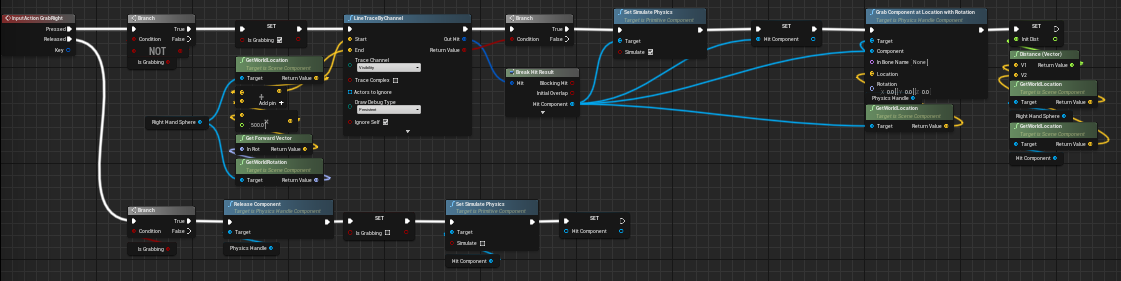 InputAction GrabRight
Pressed
Released
Key
Branch
Condition
True
False
NOT
Is Grabbing
SET
Is Grabbing
GetWorldLocation
Target is Scene Component
Target
Return Value
Add pin +
500.0
Right Hand Sphere
Get Forward Vector
In Rot
Return Value
GetWorldRotation
Target is Scene Component
Target
Return Value
LineTraceByChannel
Start
End
Trace Channel
Visibility
Trace Complex
Actors to Ignore
Draw Debug Type
Persistent
Ignore Self
Out Hit
Return Value
Branch
Condition
True
False
Break Hit Result
Hit
Blocking Hit
Initial Overlap
Hit Component
Set Simulate Physics
Target is Primitive Component
Target
Simulate
SET
Hit Component
Grab Component at Location with Rotation
Target is Physics Handle Component
Target
Component
In Bone Name
None
Location
Rotation
Physics Handle
GetWorldLocation
Target is Scene Component
Target
Return Value
SET
Init Dist
Distance (Vector)
V1
Return Value
V2
GetWorldLocation
Target is Scene Component
Target
Return Value
Right Hand Sphere
GetWorldLocation
Target is Scene Component
Target
Return Value
Hit Component
Branch
True
Condition
False
Is Grabbing
Release Component
Target is Physics Handle Component
Target
Physics Handle
SET
Is Grabbing
Set Simulate Physics
Target is Primitive Component
Target
Simulate
Hit Component
SET
Hit Component